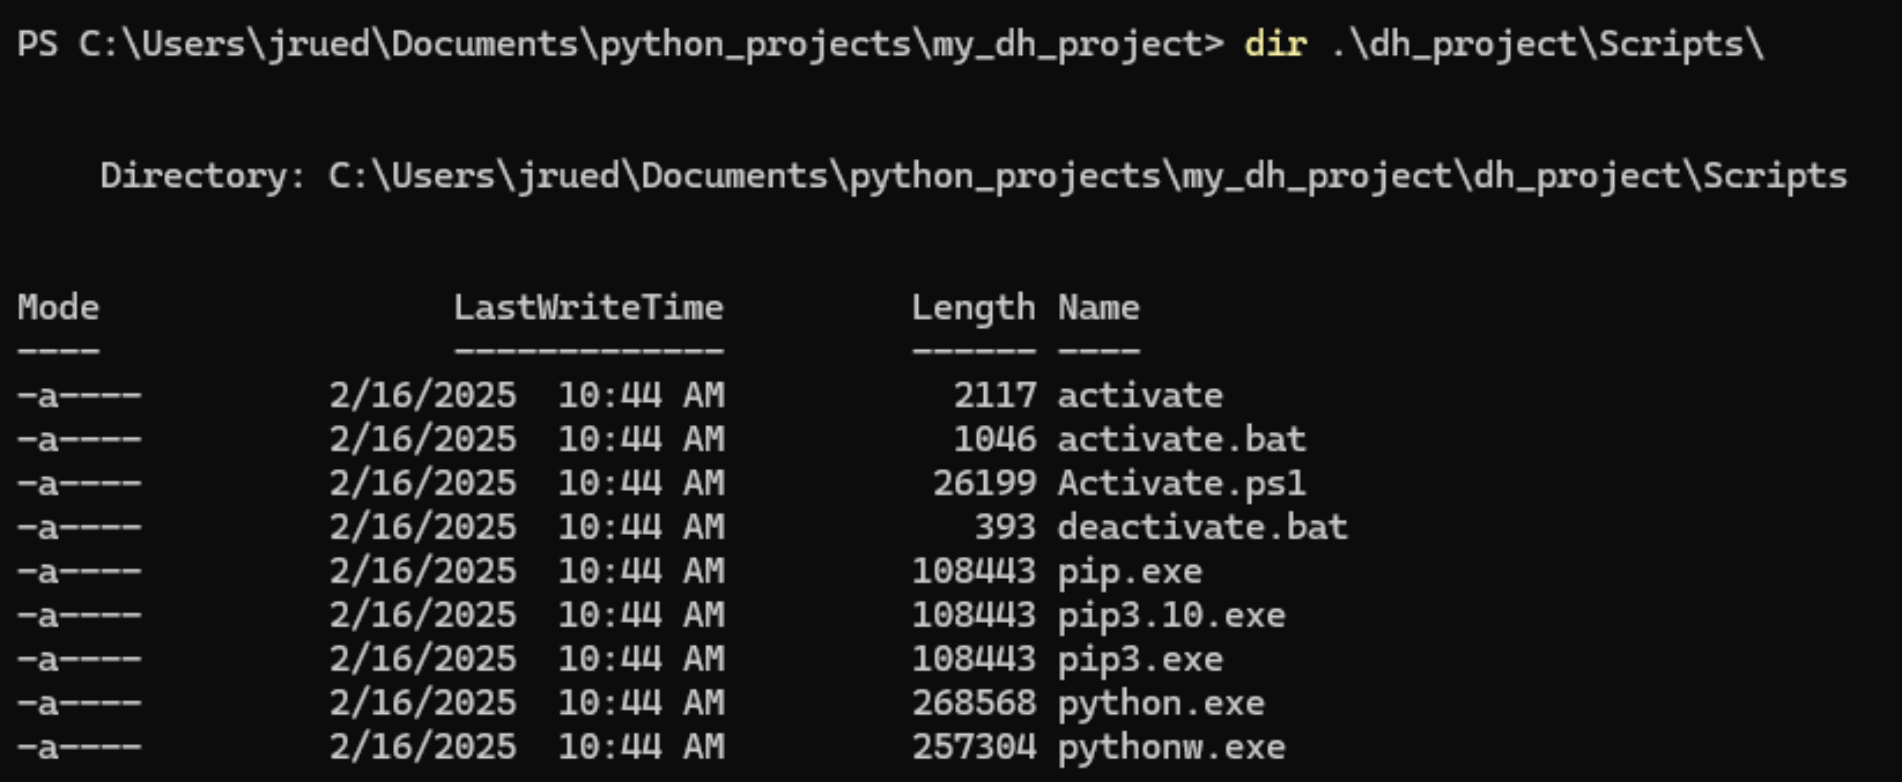 PS C:\Users\jrued\Documents\python_projects\my_dh_project> dir .\dh_project\Scripts\
Directory: C:\Users\jrued\Documents\python_projects\my_dh_project\dh_project\Scripts
Mode                 LastWriteTime         Length Name
----                 -------------         ------ ----
-a----         2/16/2025  10:44 AM           2117 activate
-a----         2/16/2025  10:44 AM           1046 activate.bat
-a----         2/16/2025  10:44 AM          26199 Activate.ps1
-a----         2/16/2025  10:44 AM            393 deactivate.bat
-a----         2/16/2025  10:44 AM         108443 pip.exe
-a----         2/16/2025  10:44 AM         108443 pip3.10.exe
-a----         2/16/2025  10:44 AM         108443 pip3.exe
-a----         2/16/2025  10:44 AM         268568 python.exe
-a----         2/16/2025  10:44 AM         257304 pythonw.exe